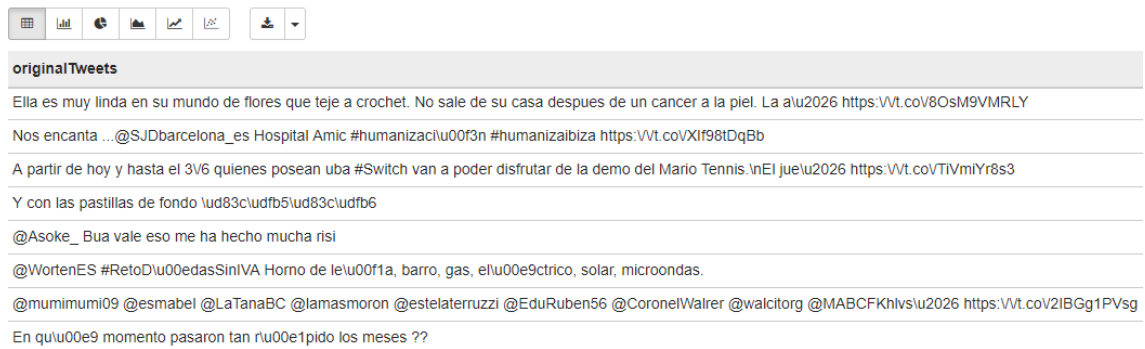 originalTweets
Ella es muy linda en su mundo de flores que teje a crochet. No sale de su casa despues de un cancer a la piel. La a\u2026 https:\/\/t.co\/8OsM9VMRLY
Nos encanta ...@SJDbarcelona_es Hospital Amic #humanizaci\u00f3n #humanizaibiza https:\/\/t.co\/XIf98tDqBb
A partir de hoy y hasta el 3\/6 quienes posean uba #Switch van a poder disfrutar de la demo del Mario Tennis.\nEl jue\u2026 https:\/\/t.co\/TiVmiYr8s3
Y con las pastillas de fondo \ud83c\udfb5\ud83c\udfb6
@Asoke_ Bua vale eso me ha hecho mucha risi
@WortenES #RetoD\u00edasSinIVA Horno de le\u00f1a, barro, gas, el\u00e9ctrico, solar, microondas.
@mumimumi09 @esmabel @LaTanaBC @lamasmoron @estelaterruzzi @EduRuben56 @CoronelWalrer @walcitorg @MABCFKhlvs\u2026 https:\/\/t.co\/2IBGg1PVsg
En qu\u00e9 momento pasaron tan r\u00e1pido los meses ??